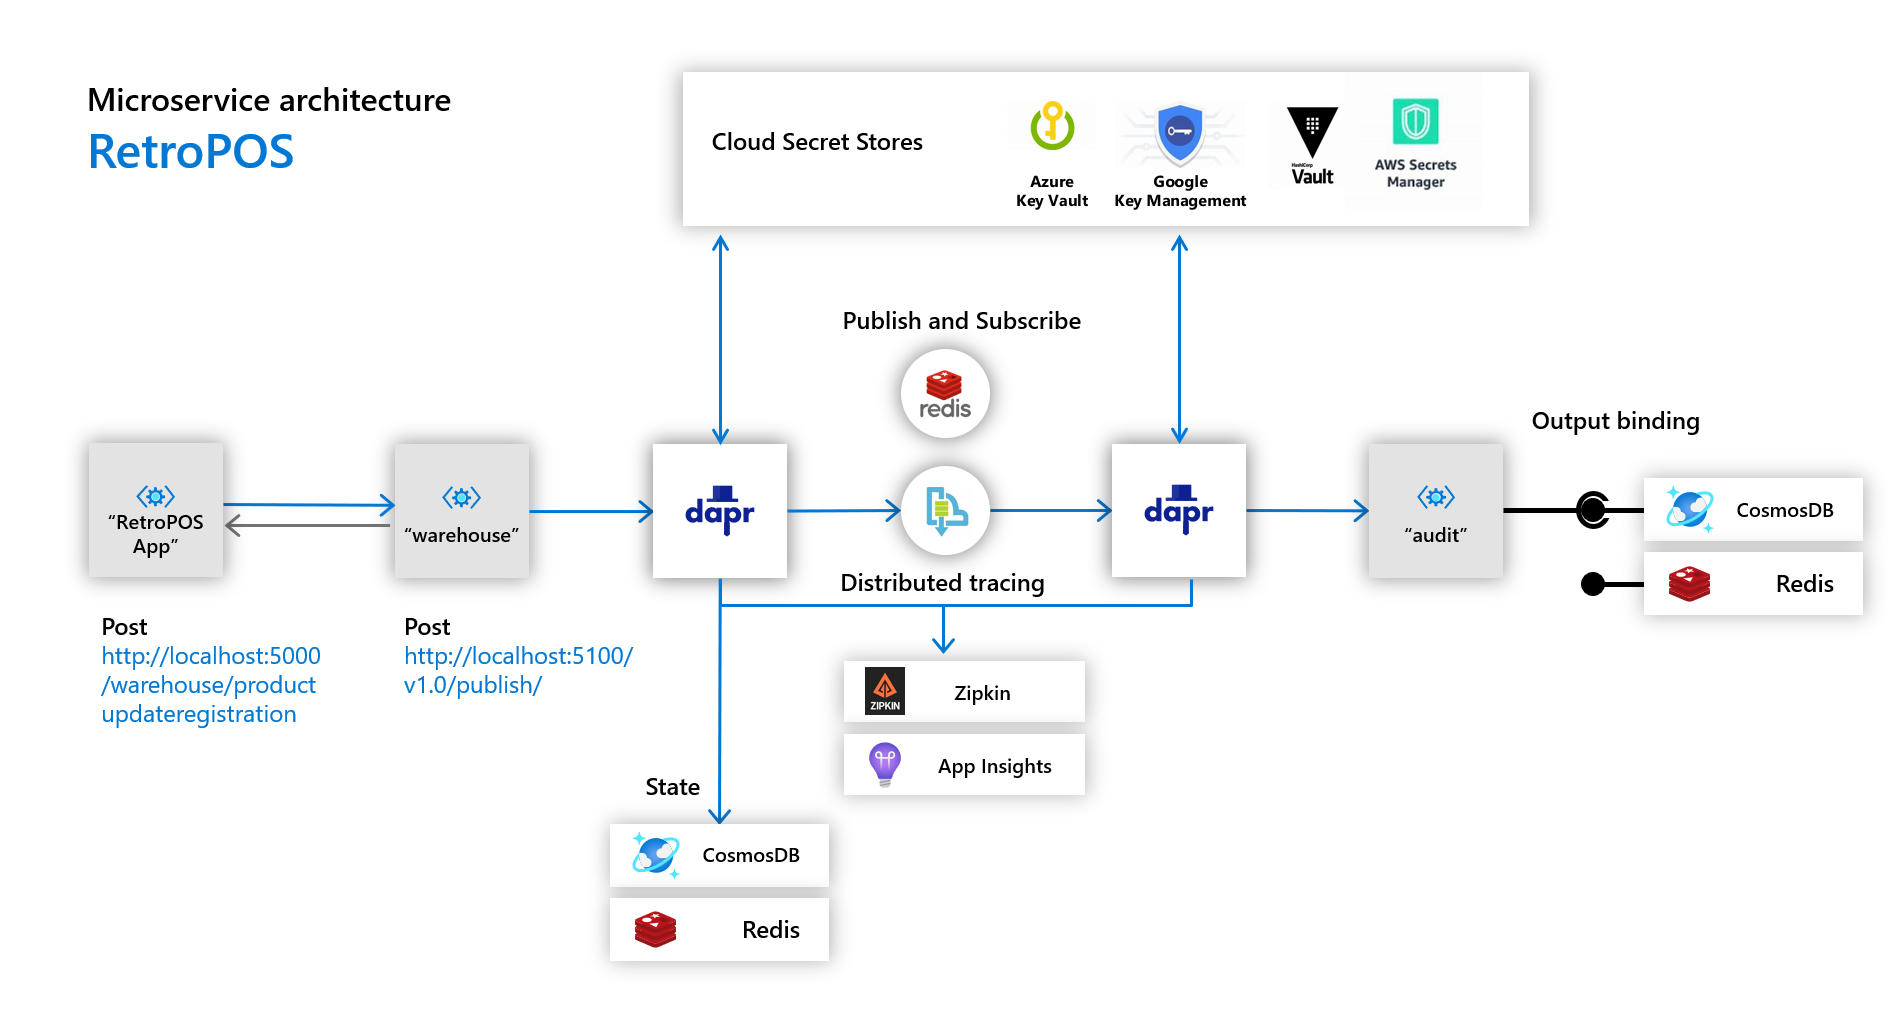 Microservice architecture
RetroPOS
Cloud Secret Stores
Azure
Key Vault
Google
Key Management
HashiCorp
Vault
AWS Secrets
Manager
Publish and Subscribe
redis
Output binding
“RetroPOS
App”
“warehouse”
dapr
dapr
“audit”
CosmosDB
Redis
Distributed tracing
Post
http://localhost:5000
/warehouse/product
updateregistration
Post
http://localhost:5100/
v1.0/publish/
ZIPKIN
Zipkin
App Insights
State
CosmosDB
Redis